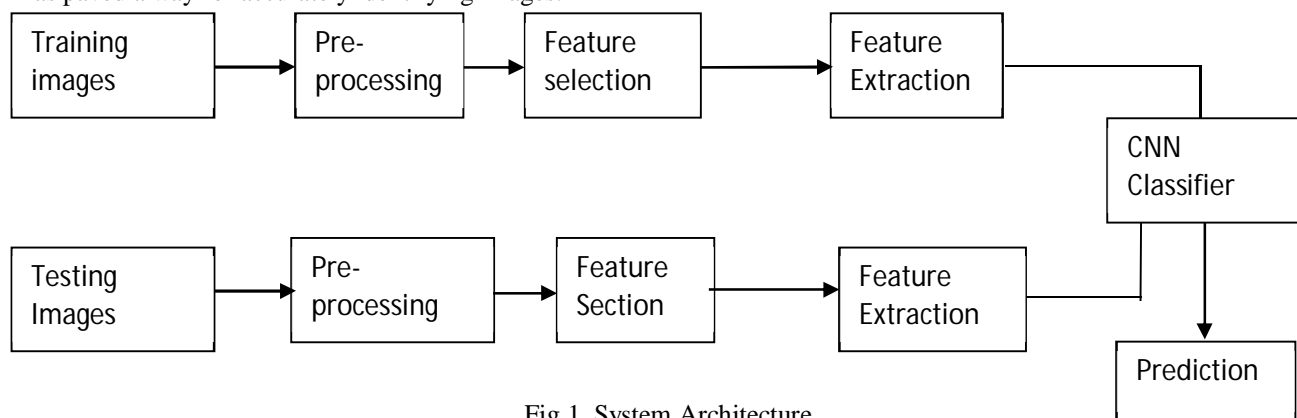 Training
images
Pre-
processing
Feature
selection
Feature
Extraction
CNN
Classifier
Testing
Images
Pre-
processing
Feature
Section
Feature
Extraction
Prediction
Fig 1. System Architecture